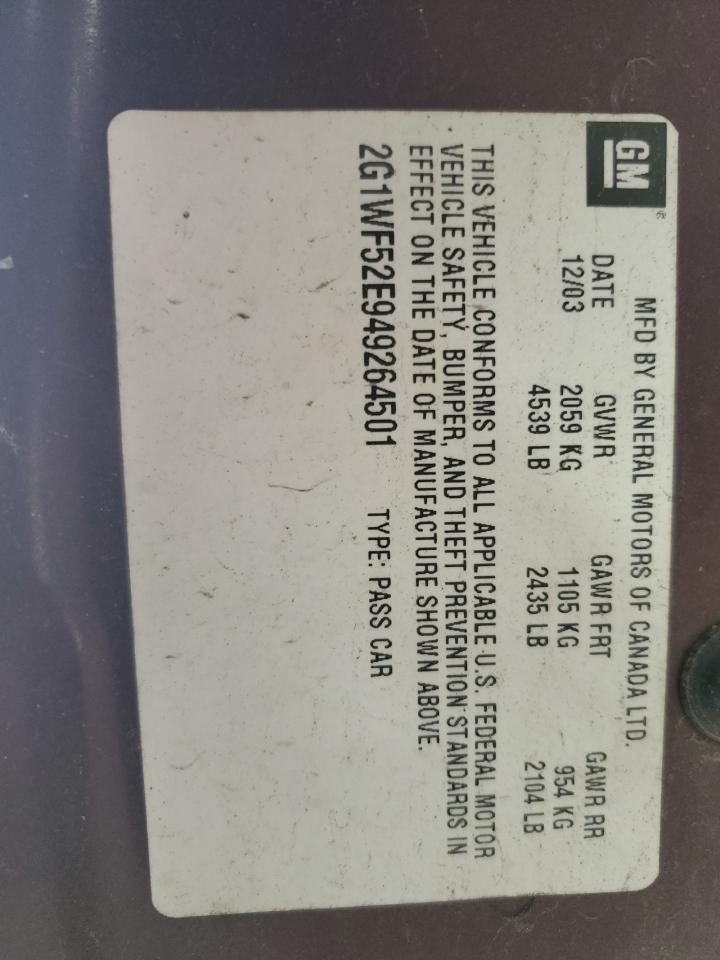 GM®
MFD BY GENERAL MOTORS OF CANADA LTD.
DATE GVWR GAWR FRT GAWR RR
12/03 2059 KG 1105 KG 954 KG
4539 LB 2435 LB 2104 LB
THIS VEHICLE CONFORMS TO ALL APPLICABLE U.S. FEDERAL MOTOR
VEHICLE SAFETY, BUMPER, AND THEFT PREVENTION STANDARDS IN
EFFECT ON THE DATE OF MANUFACTURE SHOWN ABOVE.
2G1WF52E949264501 TYPE: PASS CAR